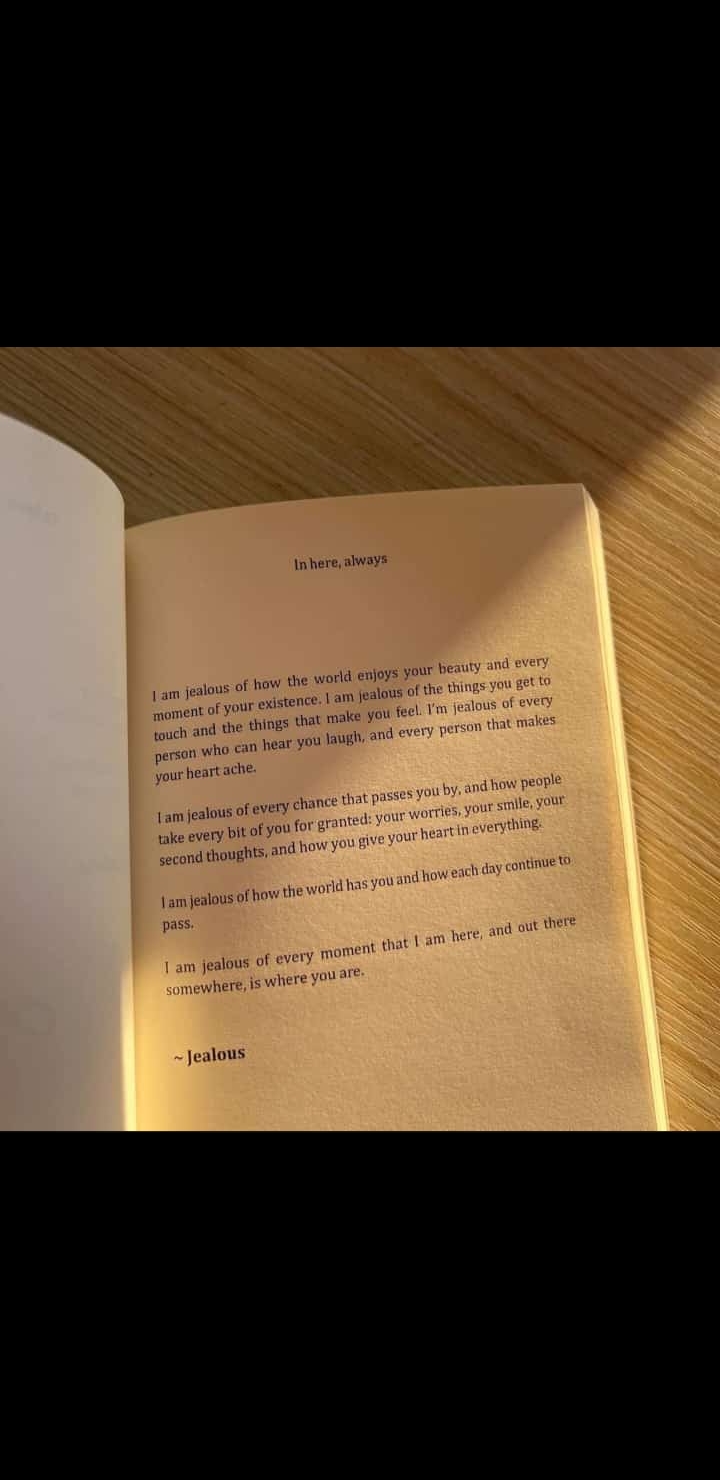 In here, always
I am jealous of how the world enjoys your beauty and every
moment of your existence. I am jealous of the things you get to
touch and the things that make you feel. I'm jealous of every
person who can hear you laugh, and every person that makes
your heart ache.
I am jealous of every chance that passes you by, and how people
take every bit of you for granted: your worries, your smile, your
second thoughts, and how you give your heart in everything.
I am jealous of how the world has you and how each day continue to
pass.
I am jealous of every moment that I am here, and out there
somewhere, is where you are.
~ Jealous